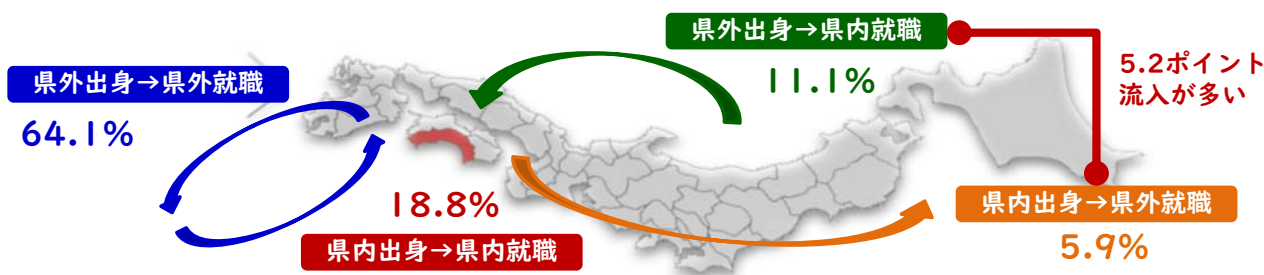 県外出身→県内就職
11.1%
5.2ポイント
流入が多い
県外出身→県外就職
64.1%
18.8%
県内出身→県内就職
県内出身→県外就職
5.9%